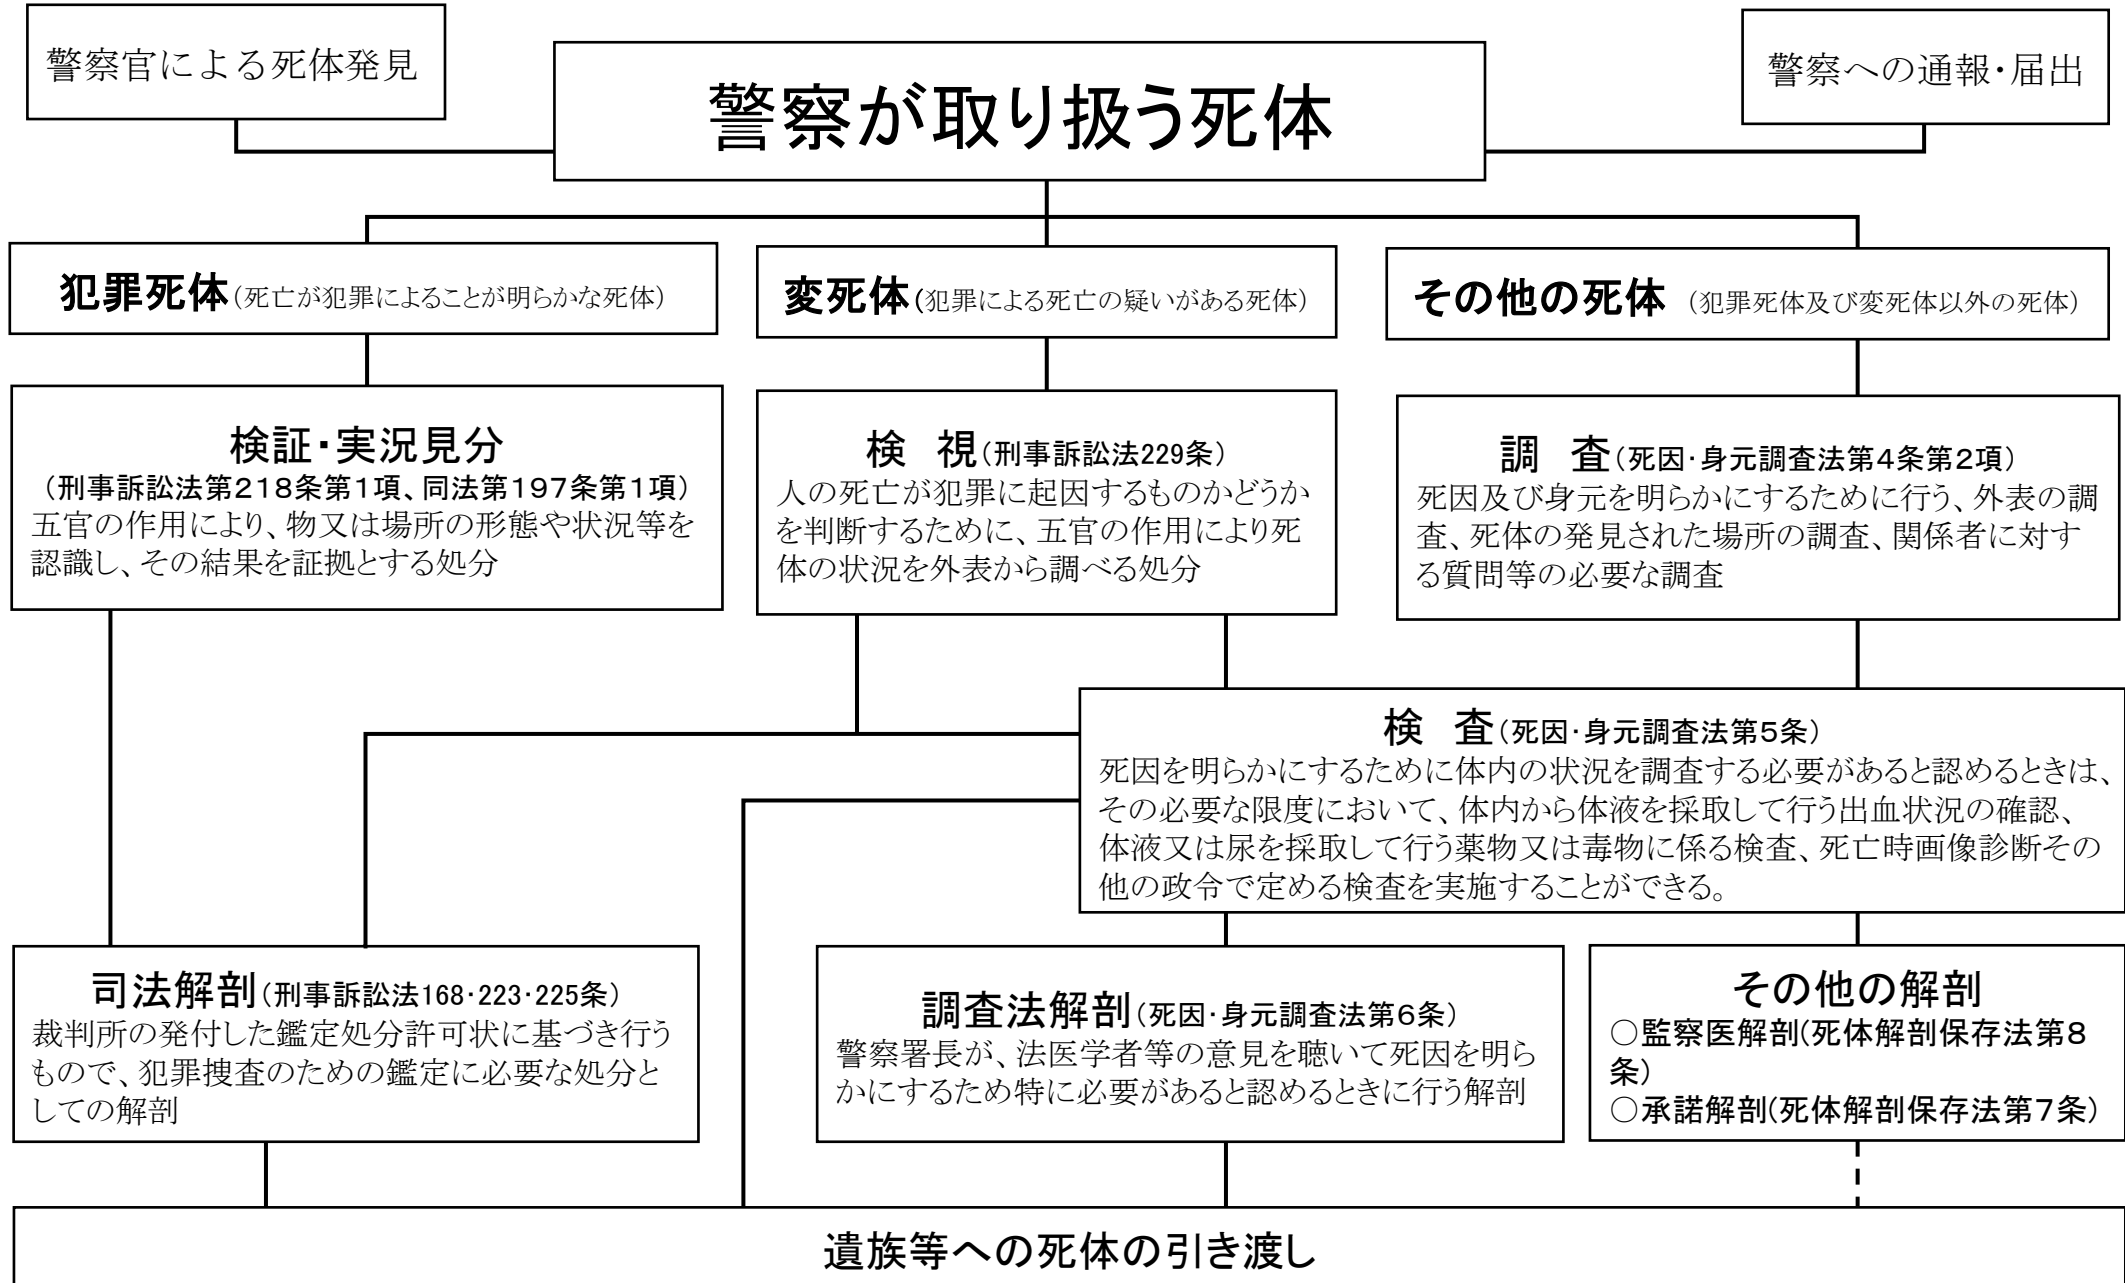 警察官による死体発見
警察が取り扱う死体
警察への通報・届出
犯罪死体(死亡が犯罪によることが明らかな死体)
変死体(犯罪による死亡の疑いがある死体)
その他の死体 (犯罪死体及び変死体以外の死体)
検証・実況見分
(刑事訴訟法第218条第1項、同法第197条第1項)
五官の作用により、物又は場所の形態や状況等を
認識し、その結果を証拠とする処分
検 視(刑事訴訟法229条)
人の死亡が犯罪に起因するものかどうか
を判断するために、五官の作用により死
体の状況を外表から調べる処分
調 査(死因・身元調査法第4条第2項)
死因及び身元を明らかにするために行う、外表の調
査、死体の発見された場所の調査、関係者に対す
る質問等の必要な調査
検 査(死因・身元調査法第5条)
死因を明らかにするために体内の状況を調査する必要があると認めるときは、
その必要な限度において、体内から体液を採取して行う出血状況の確認、
体液又は尿を採取して行う薬物又は毒物に係る検査、死亡時画像診断その
他の政令で定める検査を実施することができる。
司法解剖(刑事訴訟法168・223・225条)
裁判所の発付した鑑定処分許可状に基づき行う
もので、犯罪捜査のための鑑定に必要な処分と
しての解剖
調査法解剖(死因・身元調査法第6条)
警察署長が、法医学者等の意見を聴いて死因を明ら
かにするため特に必要があると認めるときに行う解剖
その他の解剖
○監察医解剖(死体解剖保存法第8
条)
○承諾解剖(死体解剖保存法第7条)
遺族等への死体の引き渡し